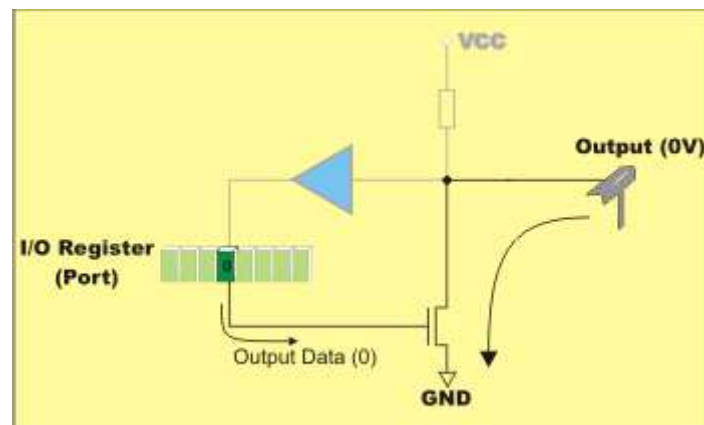 VCC
Output (0V)
I/O Register
(Port)
0
Output Data (0)
GND